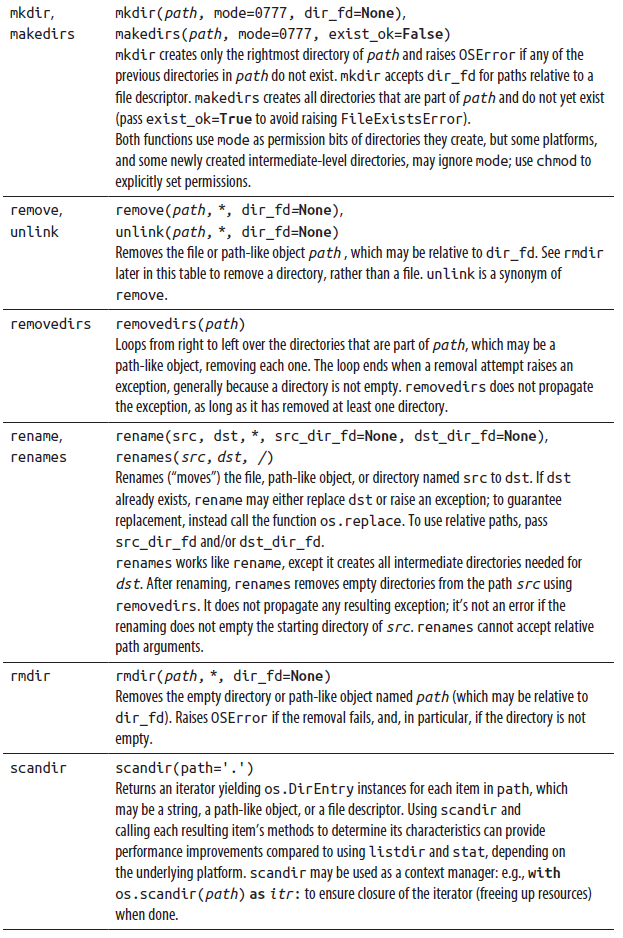 mkdir, mkdir(path, mode=0777, dir_fd=None),
makedirs makedirs(path, mode=0777, exist_ok=False)
mkdir creates only the rightmost directory of path and raises OSError if any of the
previous directories in path do not exist. mkdir accepts dir_fd for paths relative to a
file descriptor. makedirs creates all directories that are part of path and do not yet exist
(pass exist_ok=True to avoid raising FileExistsError).
Both functions use mode as permission bits of directories they create, but some platforms,
and some newly created intermediate-level directories, may ignore mode; use chmod to
explicitly set permissions.
remove, remove(path, *, dir_fd=None),
unlink unlink(path, *, dir_fd=None)
Removes the file or path-like object path , which may be relative to dir_fd. See rmdir
later in this table to remove a directory, rather than a file. unlink is a synonym of
remove.
removedirs removedirs(path)
Loops from right to left over the directories that are part of path, which may be a
path-like object, removing each one. The loop ends when a removal attempt raises an
exception, generally because a directory is not empty. removedirs does not propagate
the exception, as long as it has removed at least one directory.
rename, rename(src, dst, *, src_dir_fd=None, dst_dir_fd=None),
renames renames(src, dst, /)
Renames (“moves”) the file, path-like object, or directory named src to dst. If dst
already exists, rename may either replace dst or raise an exception; to guarantee
replacement, instead call the function os.replace. To use relative paths, pass
src_dir_fd and/or dst_dir_fd.
renames works like rename, except it creates all intermediate directories needed for
dst. After renaming, renames removes empty directories from the path src using
removedirs. It does not propagate any resulting exception; it’s not an error if the
renaming does not empty the starting directory of src. renames cannot accept relative
path arguments.
rmdir rmdir(path, *, dir_fd=None)
Removes the empty directory or path-like object named path (which may be relative to
dir_fd). Raises OSError if the removal fails, and, in particular, if the directory is not
empty.
scandir scandir(path='.')
Returns an iterator yielding os.DirEntry instances for each item in path, which
may be a string, a path-like object, or a file descriptor. Using scandir and
calling each resulting item’s methods to determine its characteristics can provide
performance improvements compared to using listdir and stat, depending on
the underlying platform. scandir may be used as a context manager: e.g., with
os.scandir(path) as itr: to ensure closure of the iterator (freeing up resources)
when done.